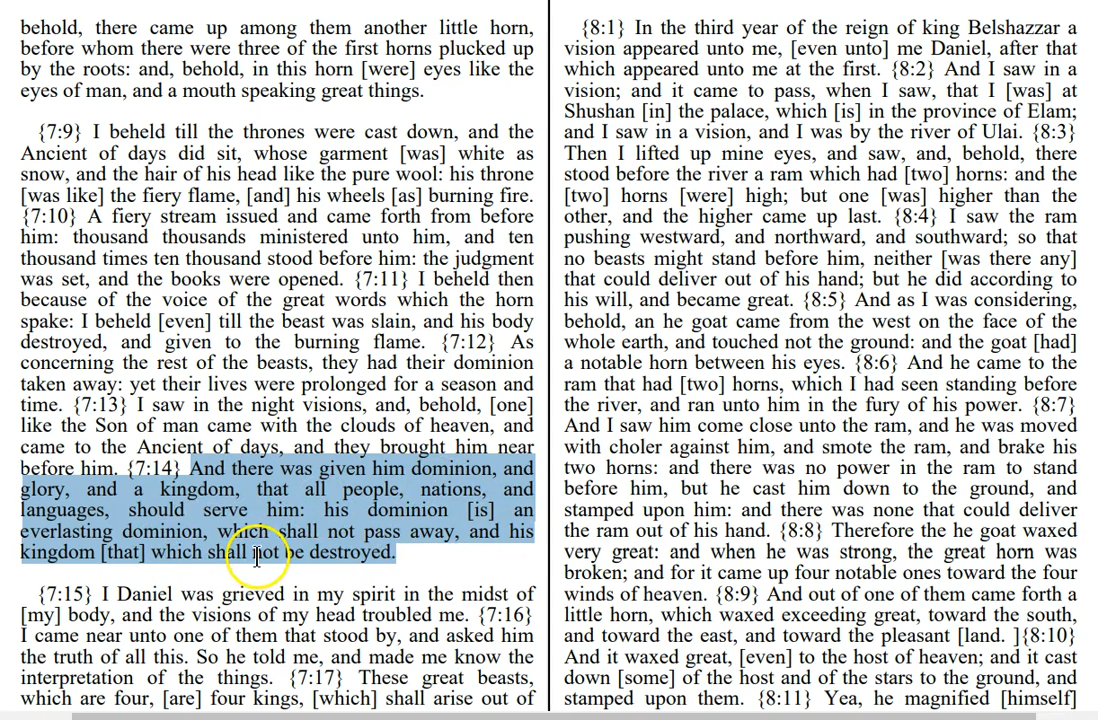 behold, there came up among them another little horn,
before whom there were three of the first horns plucked up
by the roots: and, behold, in this horn [were] eyes like the
eyes of man, and a mouth speaking great things.
{7:9} I beheld till the thrones were cast down, and the
Ancient of days did sit, whose garment [was] white as
snow, and the hair of his head like the pure wool: his throne
[was like] the fiery flame, [and] his wheels [as] burning fire.
{7:10} A fiery stream issued and came forth from before
him: thousand thousands ministered unto him, and ten
thousand times ten thousand stood before him: the judgment
was set, and the books were opened. {7:11} I beheld then
because of the voice of the great words which the horn
spake: I beheld [even] till the beast was slain, and his body
destroyed, and given to the burning flame. {7:12} As
concerning the rest of the beasts, they had their dominion
taken away: yet their lives were prolonged for a season and
time. {7:13} I saw in the night visions, and, behold, [one]
like the Son of man came with the clouds of heaven, and
came to the Ancient of days, and they brought him near
before him. {7:14} And there was given him dominion, and
glory, and a kingdom, that all people, nations, and
languages, should serve him: his dominion [is] an
everlasting dominion, which shall not pass away, and his
kingdom [that] which shall not be destroyed.
{7:15} I Daniel was grieved in my spirit in the midst of
[my] body, and the visions of my head troubled me. {7:16}
I came near unto one of them that stood by, and asked him
the truth of all this. So he told me, and made me know the
interpretation of the things. {7:17} These great beasts,
which are four, [are] four kings, [which] shall arise out of
{8:1} In the third year of the reign of king Belshazzar a
vision appeared unto me, [even unto] me Daniel, after that
which appeared unto me at the first. {8:2} And I saw in a
vision; and it came to pass, when I saw, that I [was] at
Shushan [in] the palace, which [is] in the province of Elam;
and I saw in a vision, and I was by the river of Ulai. {8:3}
Then I lifted up mine eyes, and saw, and, behold, there
stood before the river a ram which had [two] horns: and the
[two] horns [were] high; but one [was] higher than the
other, and the higher came up last. {8:4} I saw the ram
pushing westward, and northward, and southward; so that
no beasts might stand before him, neither [was there any]
that could deliver out of his hand; but he did according to
his will, and became great. {8:5} And as I was considering,
behold, an he goat came from the west on the face of the
whole earth, and touched not the ground: and the goat [had]
a notable horn between his eyes. {8:6} And he came to the
ram that had [two] horns, which I had seen standing before
the river, and ran unto him in the fury of his power. {8:7}
And I saw him come close unto the ram, and he was moved
with choler against him, and smote the ram, and brake his
two horns: and there was no power in the ram to stand
before him, but he cast him down to the ground, and
stamped upon him: and there was none that could deliver
the ram out of his hand. {8:8} Therefore the he goat waxed
very great: and when he was strong, the great horn was
broken; and for it came up four notable ones toward the four
winds of heaven. {8:9} And out of one of them came forth a
little horn, which waxed exceeding great, toward the south,
and toward the east, and toward the pleasant [land. ]{8:10}
And it waxed great, [even] to the host of heaven; and it cast
down [some] of the host and of the stars to the ground, and
stamped upon them. {8:11} Yea, he magnified [himself]